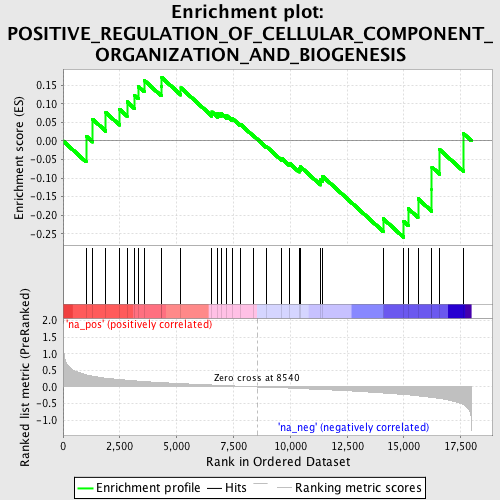 Enrichment plot:
POSITIVE_REGULATION_OF_CELLULAR_COMPONENT_
ORGANIZATION_AND_BIOGENESIS
Enrichment score (ES)
0.15
0.10
0.05
0.00
-0.05
-0.10
-0.15
-0.20
-0.25
'na_pos' (positively correlated)
Ranked list metric (PreRanked)
2.0
1.5
1.0
0.5
0.0
-0.5
-1.0
Zero cross at 8540
'na_neg' (negatively correlated)
0
2,500
5,000
7,500
10,000
12,500
15,000
17,500
Rank in Ordered Dataset
Enrichment profile
Hits
Ranking metric scores